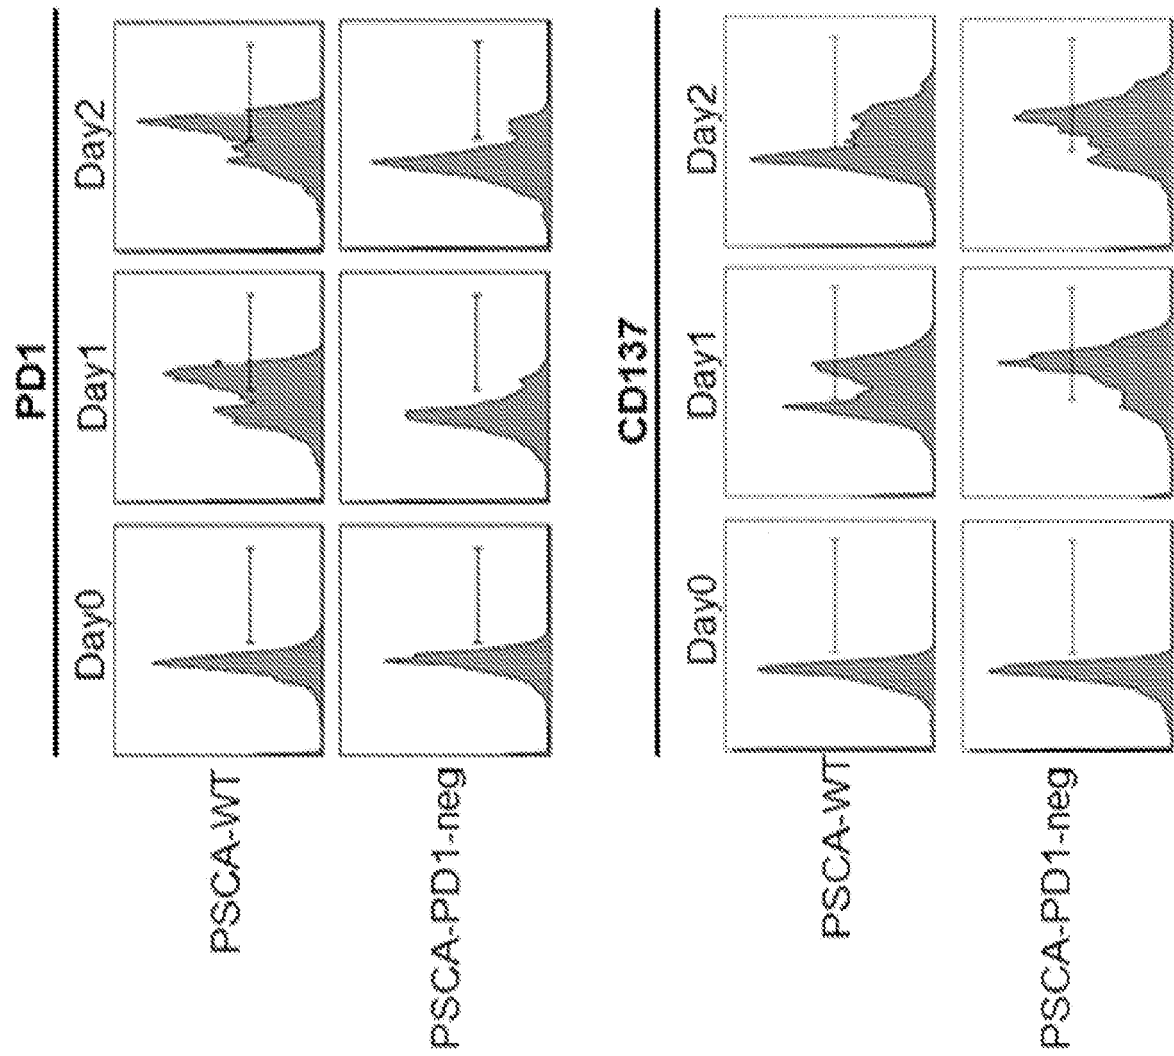 PD1
Day0 Day1 Day2
PSCA-WT
PSCA-PD1-neg
CD137
Day0 Day1 Day2
PSCA-WT
PSCA-PD1-neg